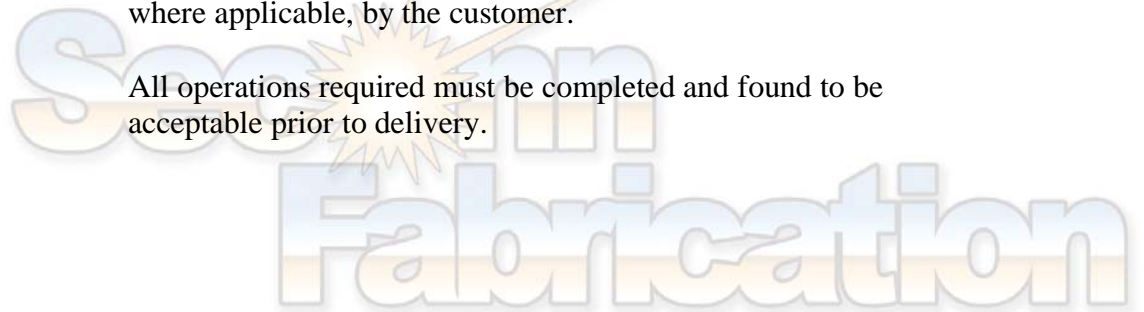 where applicable, by the customer.
All operations required must be completed and found to be
acceptable prior to delivery.
Seconn
Fabrication